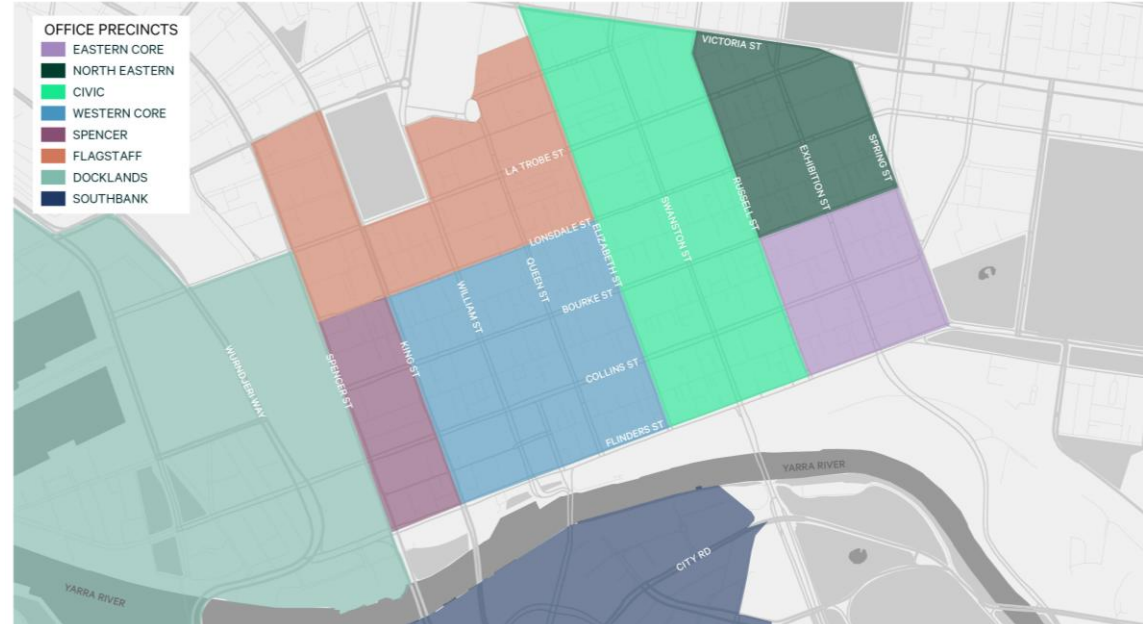 OFFICE PRECINCTS
EASTERN CORE
NORTH EASTERN
CIVIC
WESTERN CORE
SPENCER
FLAGSTAFF
DOCKLANDS
SOUTHBANK
VICTORIA ST
LA TROBE ST
EXHIBITION ST
SPRING ST
RUSSELL ST
SWANSTON ST
LONSDALE ST
ELIZABETH ST
QUEEN ST
WILLIAM ST
BOURKE ST
KING ST
SPENCER ST
WURUNDJERI WAY
COLLINS ST
FLINDERS ST
YARRA RIVER
CITY RD
YARRA RIVER